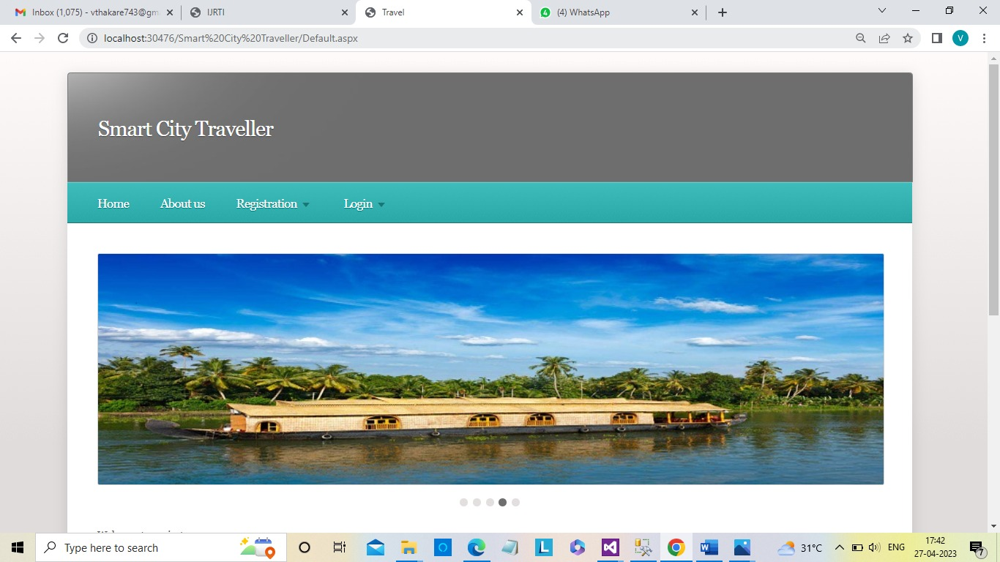 Inbox (1,075) - vthakare743@gm
IJRTI
Travel
(4) WhatsApp
localhost:30476/Smart%20City%20Traveller/Default.aspx
V
Smart City Traveller
Home
About us
Registration
Login
Type here to search
31°C
ENG
17:42
27-04-2023
7